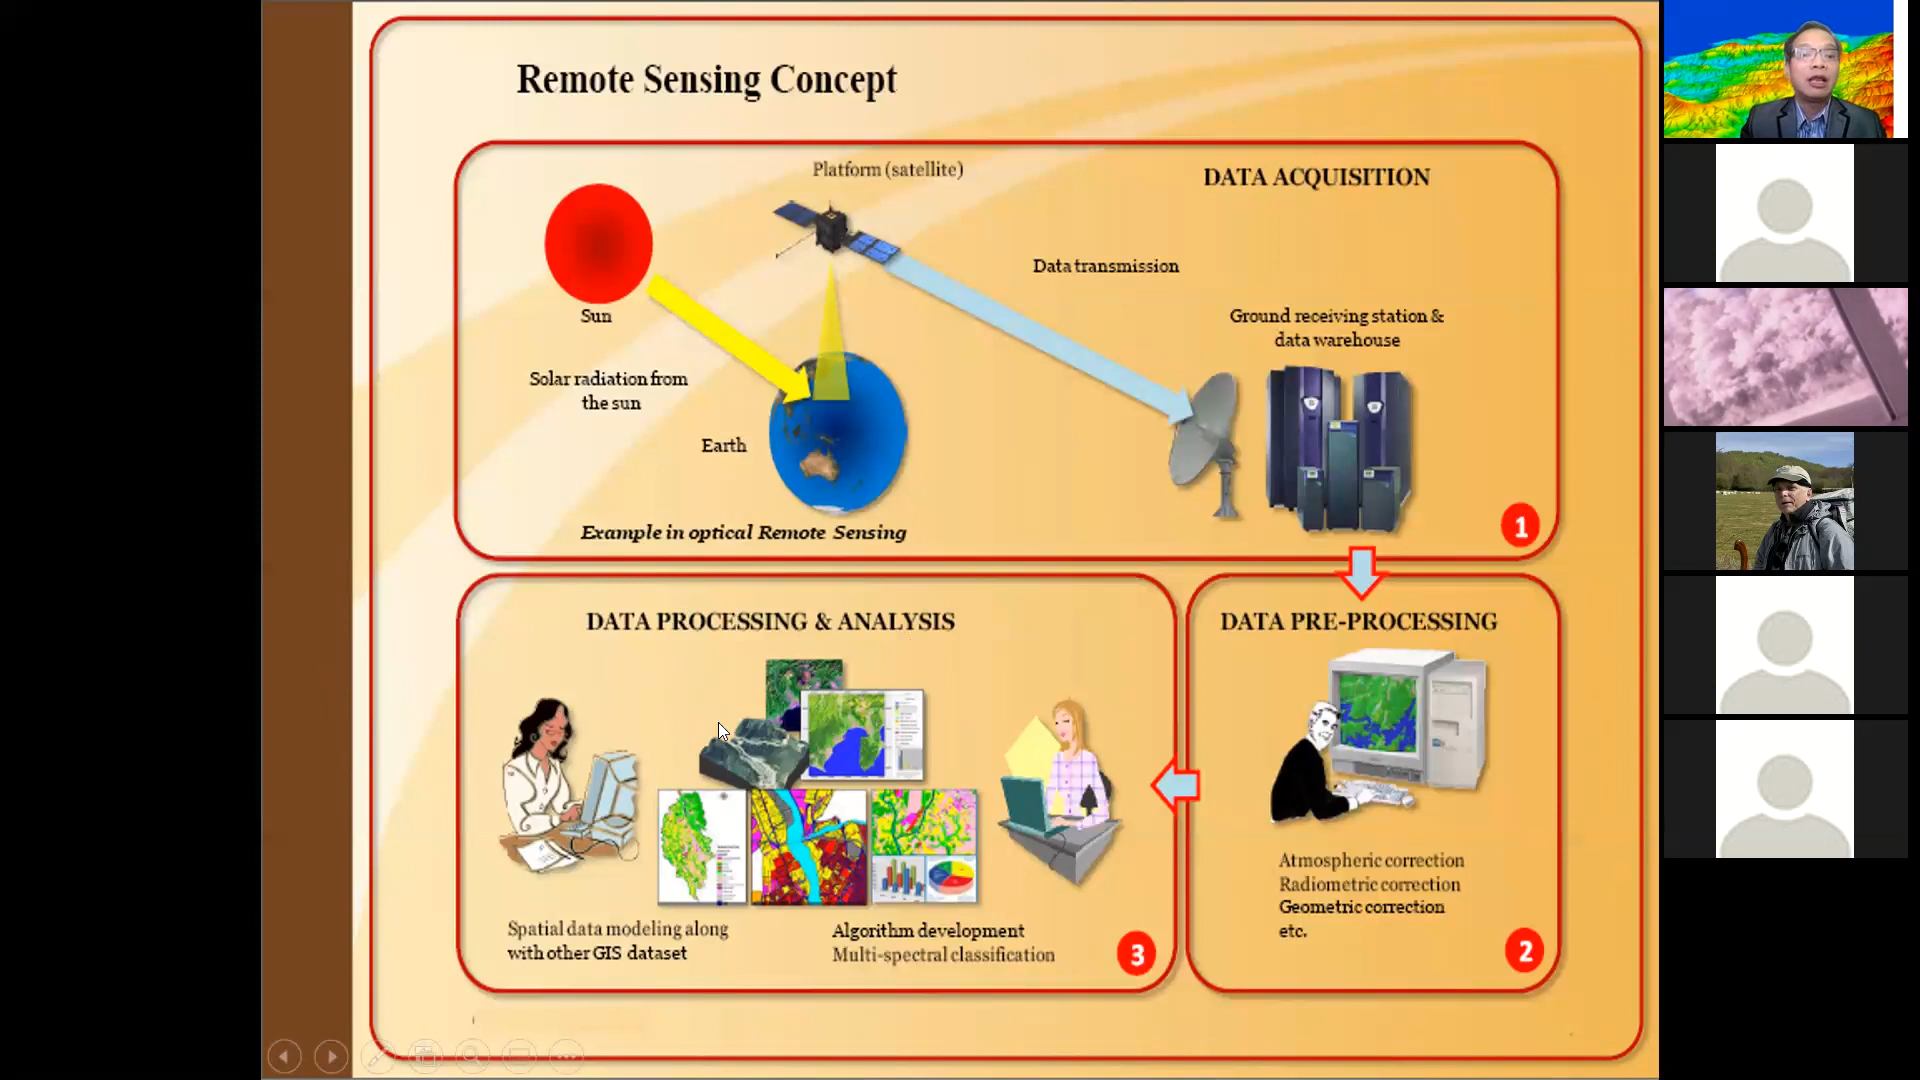 Remote Sensing Concept
Platform (satellite)
DATA ACQUISITION
Data transmission
Sun
Ground receiving station &
data warehouse
Solar radiation from
the sun
Earth
Example in optical Remote Sensing
1
DATA PROCESSING & ANALYSIS
DATA PRE-PROCESSING
Atmospheric correction
Radiometric correction
Geometric correction
etc.
2
Spatial data modeling along
with other GIS dataset
Algorithm development
Multi-spectral classification
3